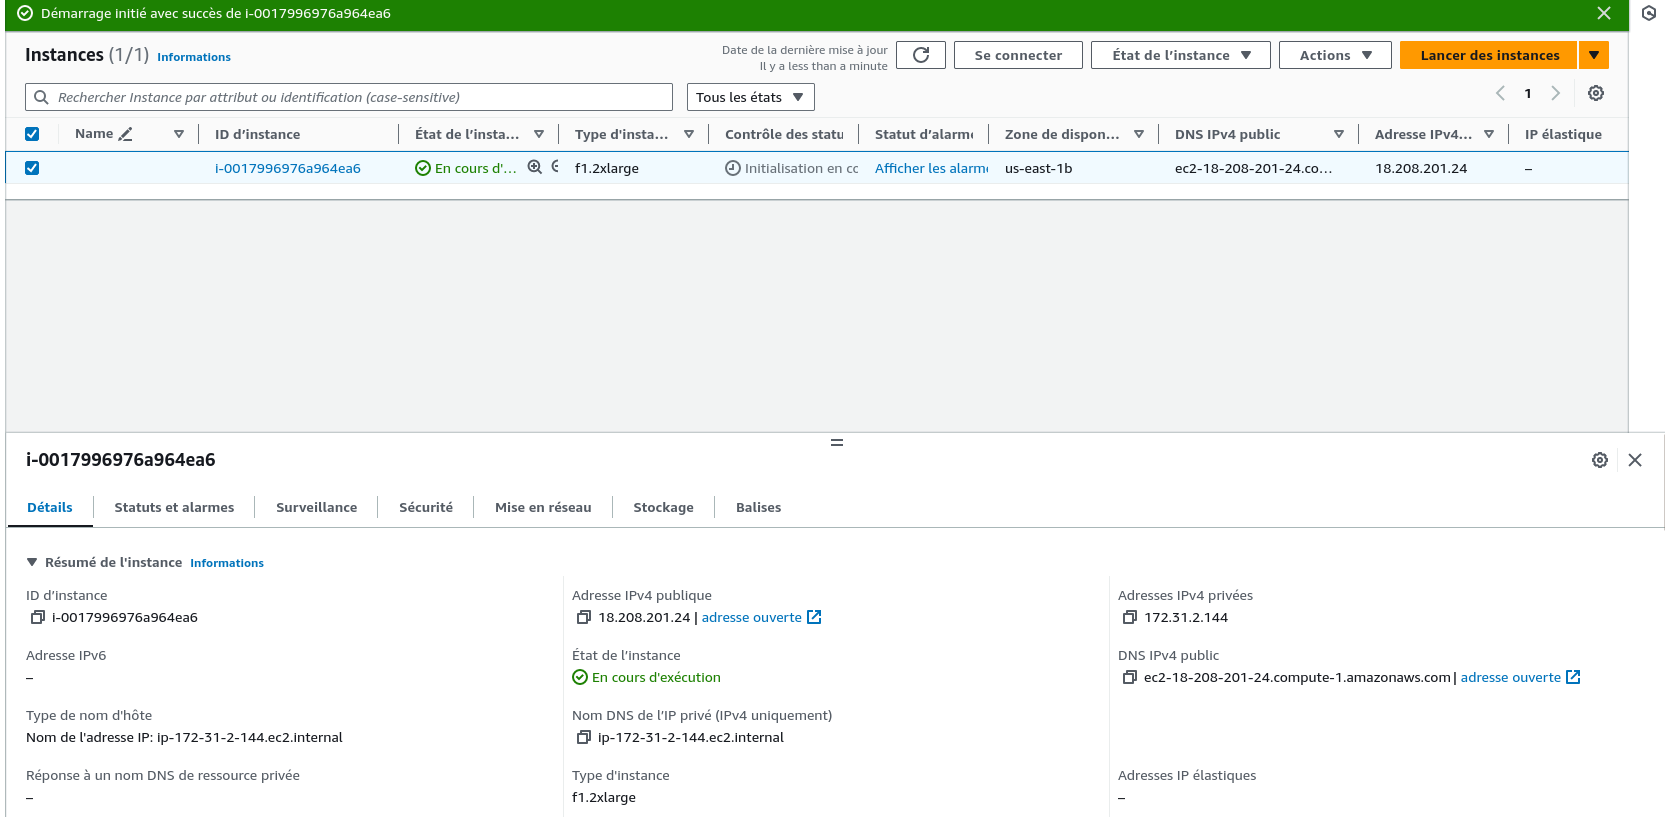 Démarrage initié avec succès de i-0017996976a964ea6
Instances (1/1) Informations
Date de la dernière mise à jour
Il y a less than a minute
Se connecter
État de l’instance
Actions
Lancer des instances
Rechercher Instance par attribut ou identification (case-sensitive)
Tous les états
1
Name ID d’instance État de l’insta… Type d'insta… Contrôle des statu Statut d’alarme Zone de dispon… DNS IPv4 public Adresse IPv4… IP élastique
i-0017996976a964ea6 En cours d'… f1.2xlarge Initialisation en cc Afficher les alarme us-east-1b ec2-18-208-201-24.co… 18.208.201.24 –
i-0017996976a964ea6
Détails Statuts et alarmes Surveillance Sécurité Mise en réseau Stockage Balises
Résumé de l'instance Informations
ID d’instance
i-0017996976a964ea6
Adresse IPv4 publique
18.208.201.24 | adresse ouverte
Adresses IPv4 privées
172.31.2.144
Adresse IPv6
–
État de l’instance
En cours d'exécution
DNS IPv4 public
ec2-18-208-201-24.compute-1.amazonaws.com | adresse ouverte
Type de nom d'hôte
Nom de l'adresse IP: ip-172-31-2-144.ec2.internal
Nom DNS de l’IP privé (IPv4 uniquement)
ip-172-31-2-144.ec2.internal
Réponse à un nom DNS de ressource privée
–
Type d'instance
f1.2xlarge
Adresses IP élastiques
–